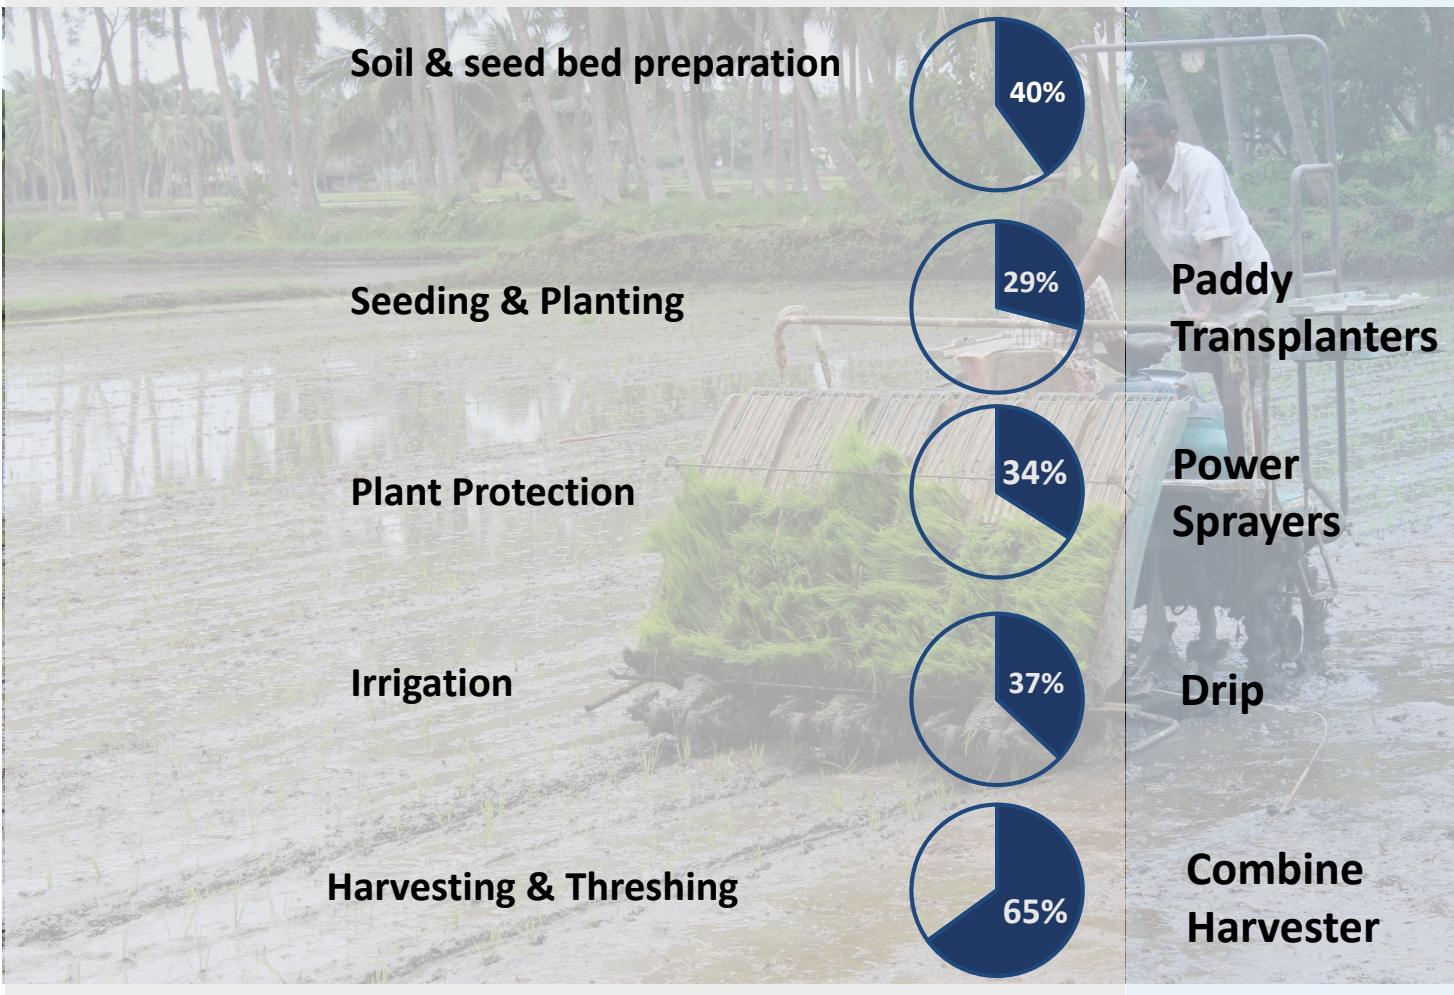 Soil & seed bed preparation
40%
Seeding & Planting
29%
Paddy
Transplanters
Plant Protection
34%
Power
Sprayers
Irrigation
37%
Drip
Harvesting & Threshing
65%
Combine
Harvester